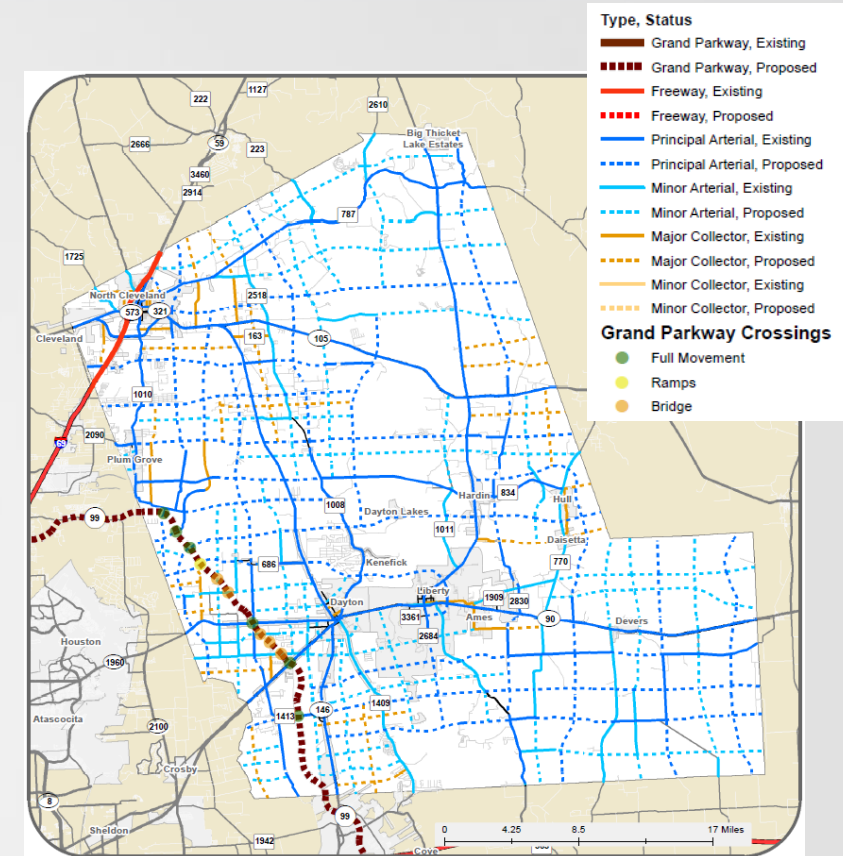 Type, Status
Grand Parkway, Existing
Grand Parkway, Proposed
Freeway, Existing
Freeway, Proposed
Principal Arterial, Existing
Principal Arterial, Proposed
Minor Arterial, Existing
Minor Arterial, Proposed
Major Collector, Existing
Major Collector, Proposed
Minor Collector, Existing
Minor Collector, Proposed
Grand Parkway Crossings
Full Movement
Ramps
Bridge
1127
222
2610
Big Thicket
Lake Estates
2666
59
223
3460
2914
787
1725
North Cleveland
2518
573
321
Cleveland
163
105
1010
2090
69
Plum Grove
Hardin
834
Hull
1008
Dayton Lakes
99
1011
Daisetta
686
Kenefick
770
Liberty
Dayton
1909
2830
3361
Ames
90
Devers
2684
Houston
1960
1409
146
1413
Atascocita
2100
Crosby
8
99
Sheldon
1942
Cove
0
4.25
8.5
17 Miles